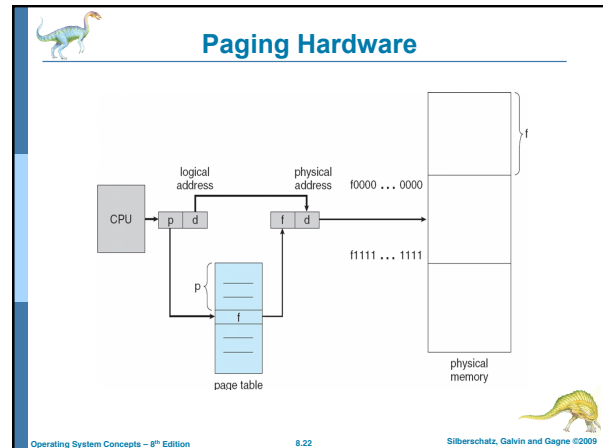 Paging Hardware
logical
address
physical
address
f0000 ... 0000
f
CPU
p d
f d
f1111 ... 1111
p
f
page table
physical
memory
Operating System Concepts – 8th Edition
8.22
Silberschatz, Galvin and Gagne ©2009